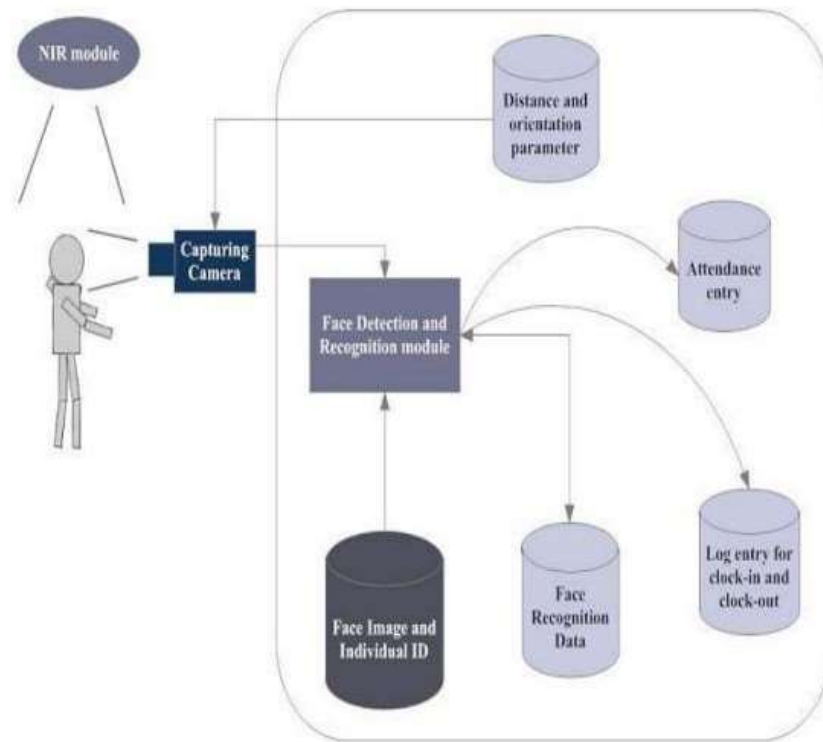 NIR module
Distance and
orientation
parameter
Capturing
Camera
Attendance
entry
Face Detection and
Recognition module
Log entry for
clock-in and
clock-out
Face
Recognition
Data
Face Image and
Individual ID